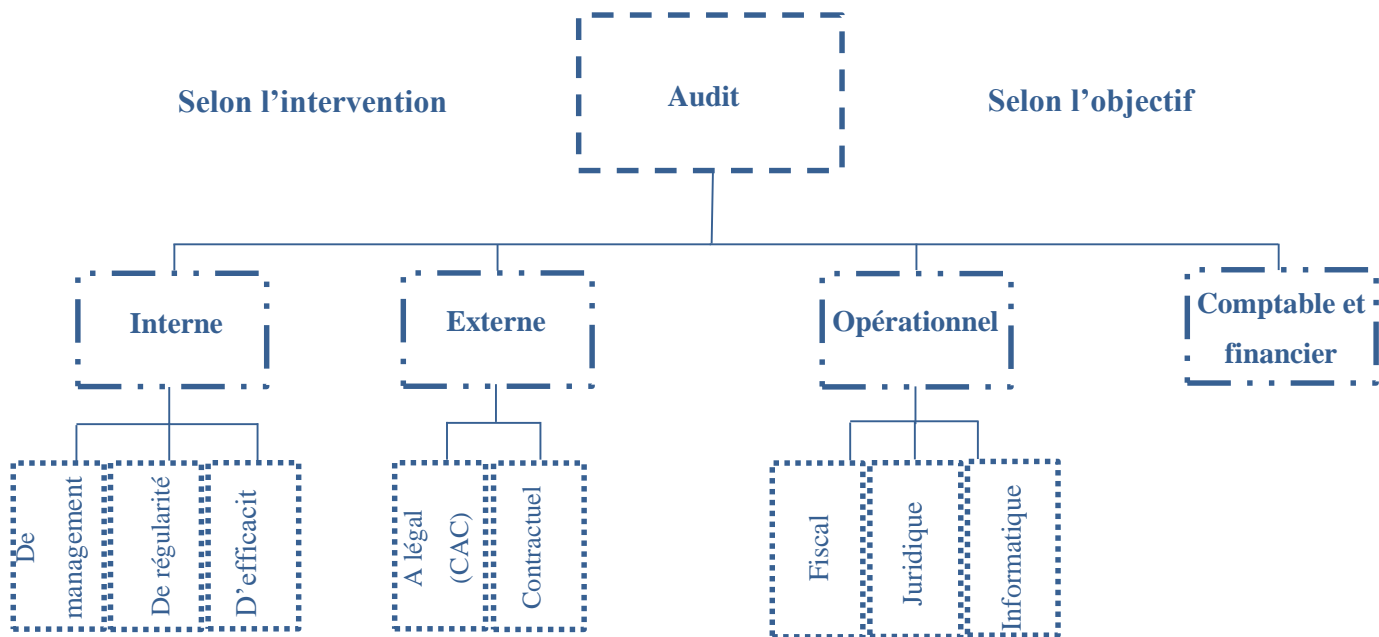 Selon l’intervention
Audit
Selon l’objectif
Interne
Externe
Opérationnel
Comptable et
financier
De
management
De régularité
D’efficacit
A légal
(CAC)
Contractuel
Fiscal
Juridique
Informatique